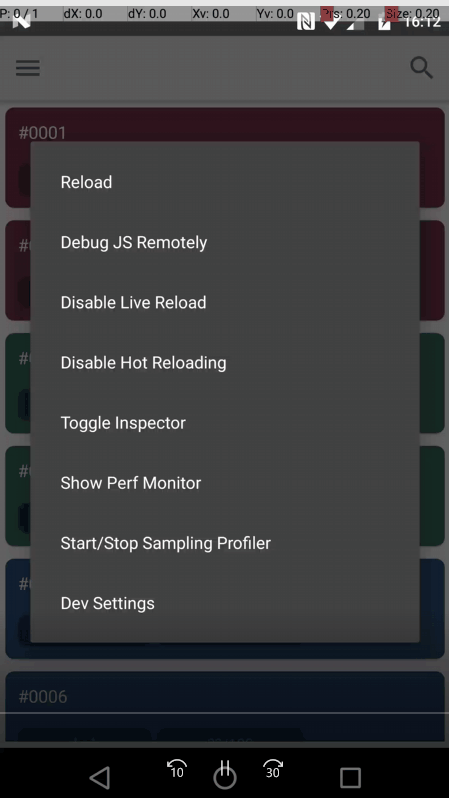 P: 0 / 1 dX: 0.0 dY: 0.0 Xv: 0.0 Yv: 0.0 Prs: 0.20 Size: 0.20
16:12
#0001
Reload
Debug JS Remotely
Disable Live Reload
Disable Hot Reloading
Toggle Inspector
Show Perf Monitor
Start/Stop Sampling Profiler
Dev Settings
#0006
10 30